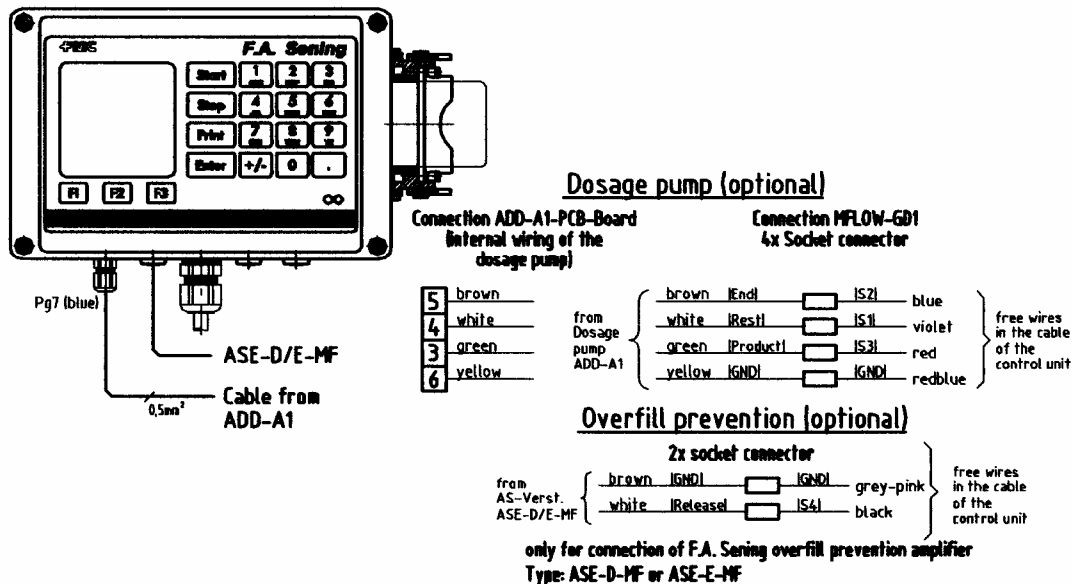 F.A. Sening
Start 1 2 3
Stop 4 5 6
Print 7 8 9
Enter +/- 0 .
F1 F2 F3
∞
Pg7 (blue)
ASE-D/E-MF
0,5mm²
Cable from
ADD-A1
Dosage pump (optional)
Connection ADD-A1-PCB-Board
(internal wiring of the
dosage pump)
Connection MFLOW-GD1
4x Socket connector
5 brown
4 white
3 green
6 yellow
from
Dosage
pump
ADD-A1
brown |End| |S2| blue
white |Rest| |S1| violet
green |Product| |S3| red
yellow |GND| |GND| redblue
free wires
in the cable
of the
control unit
Overfill prevention (optional)
2x socket connector
from
AS-Verst.
ASE-D/E-MF
brown |GND| |GND| grey-pink
white |Release| |S4| black
free wires
in the cable
of the
control unit
only for connection of F.A. Sening overfill prevention amplifier
Type: ASE-D-MF or ASE-E-MF